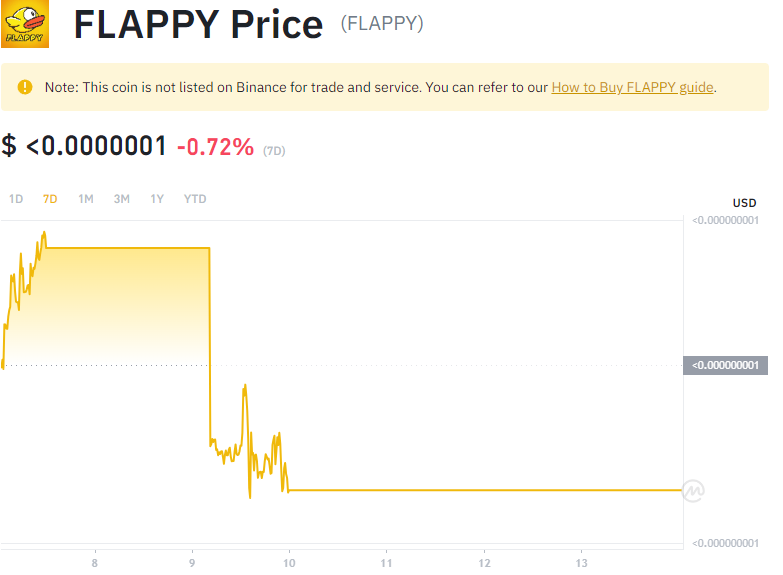 FLAPPY
FLAPPY Price (FLAPPY)
Note: This coin is not listed on Binance for trade and service. You can refer to our How to Buy FLAPPY guide.
$ <0.0000001 -0.72% (7D)
1D 7D 1M 3M 1Y YTD
USD
<0.000000001
<0.000000001
<0.000000001
8 9 10 11 12 13